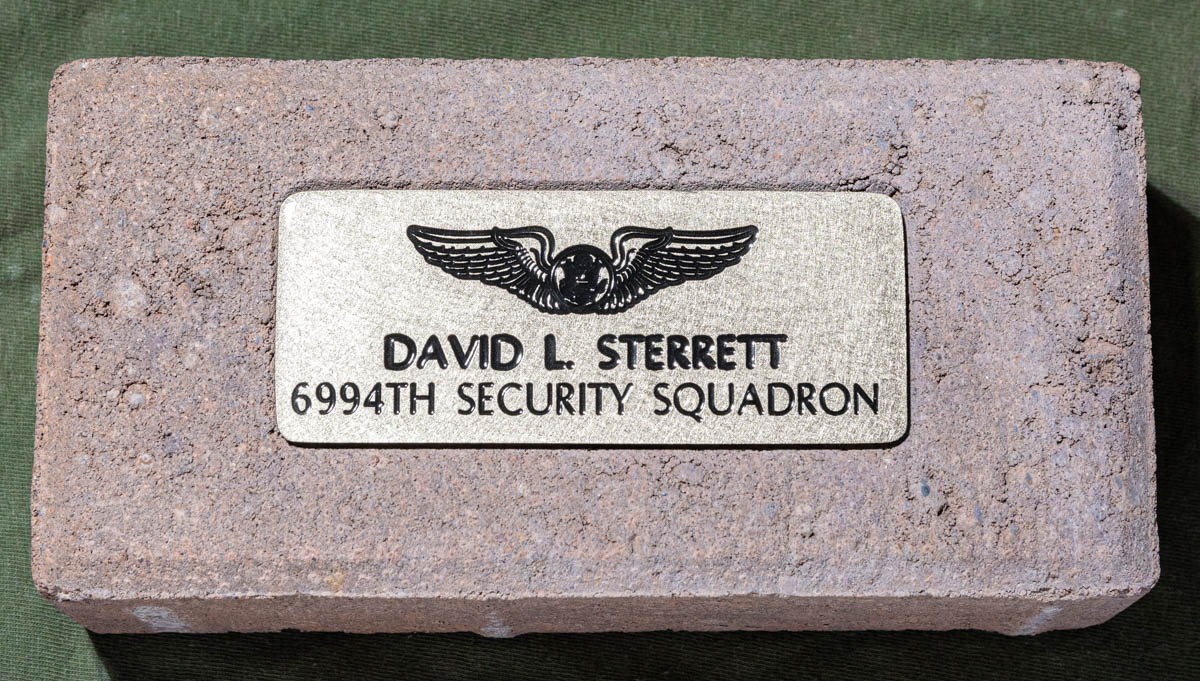 DAVID L. STERRETT
6994TH SECURITY SQUADRON